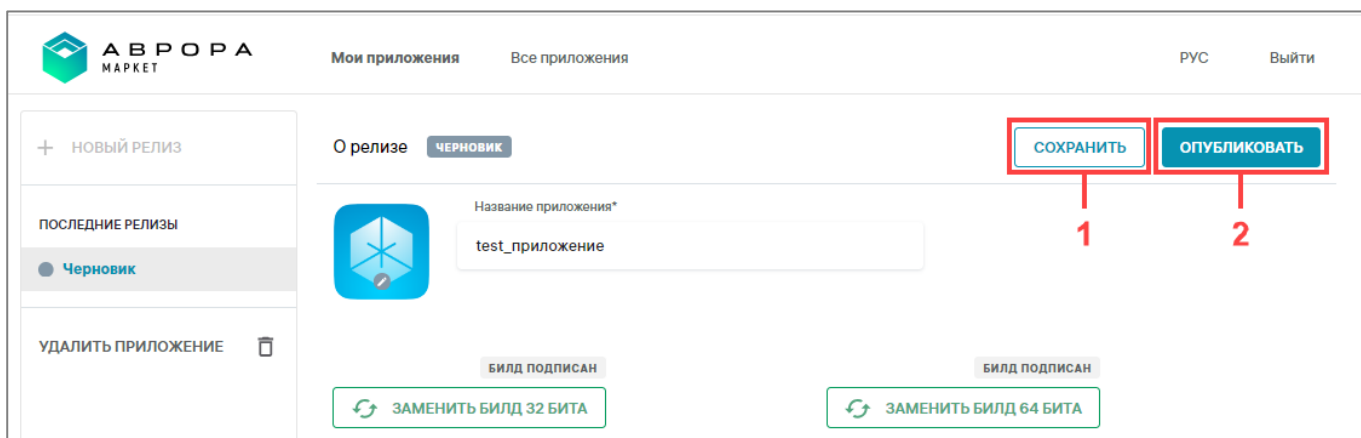 АВРОРА
МАРКЕТ
Мои приложения
Все приложения
РУС
Выйти
НОВЫЙ РЕЛИЗ
О релизе
ЧЕРНОВИК
СОХРАНИТЬ
ОПУБЛИКОВАТЬ
1
2
ПОСЛЕДНИЕ РЕЛИЗЫ
Черновик
УДАЛИТЬ ПРИЛОЖЕНИЕ
Название приложения*
test_приложение
БИЛД ПОДПИСАН
ЗАМЕНИТЬ БИЛД 32 БИТА
БИЛД ПОДПИСАН
ЗАМЕНИТЬ БИЛД 64 БИТА